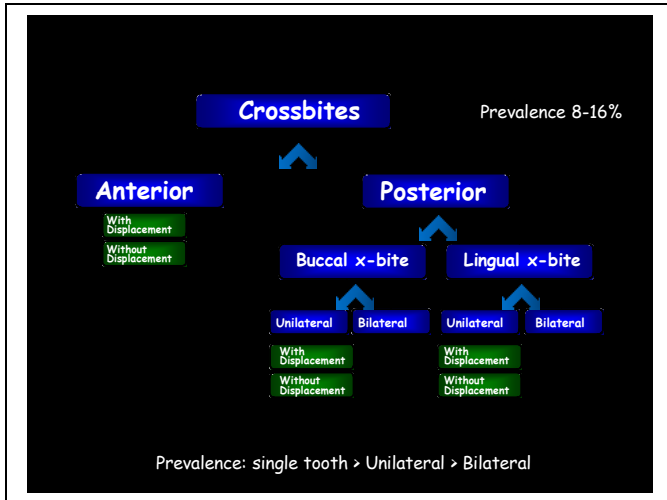 Crossbites
Prevalence 8-16%
Anterior
Posterior
With
Displacement
Without
Displacement
Buccal x-bite
Lingual x-bite
Unilateral
Bilateral
Unilateral
Bilateral
With
Displacement
Without
Displacement
With
Displacement
Without
Displacement
Prevalence: single tooth > Unilateral > Bilateral